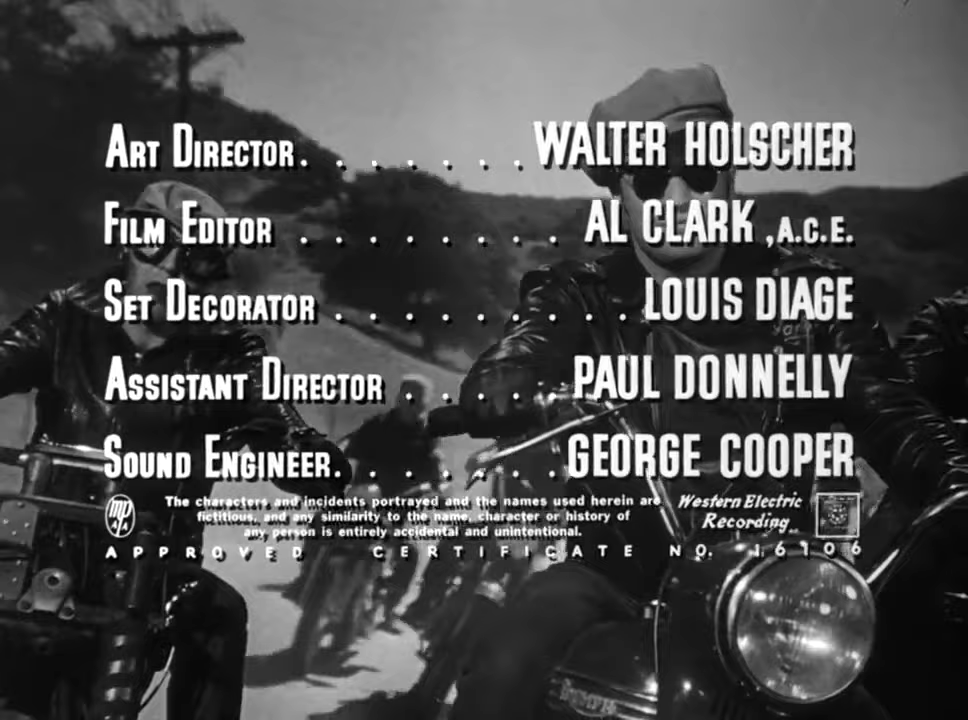 ART DIRECTOR. . . . . . . WALTER HOLSCHER
FILM EDITOR . . . . . . . . AL CLARK , A.C.E.
SET DECORATOR . . . . . . . . . . LOUIS DIAGE
ASSISTANT DIRECTOR . . . . . PAUL DONNELLY
SOUND ENGINEER. . . . . . . GEORGE COOPER
The characters and incidents portrayed and the names used herein are
fictitious, and any similarity to the name, character or history of
any person is entirely accidental and unintentional.
Western Electric
Recording
APPROVED CERTIFICATE NO. 16106